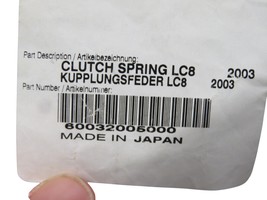 Part Description / Artikelbezeichnung:
CLUTCH SPRING LC8 2003
KUPPLUNGSFEDER LC8 2003
Part Number / Artikelnummer:
60032005000
MADE IN JAPAN